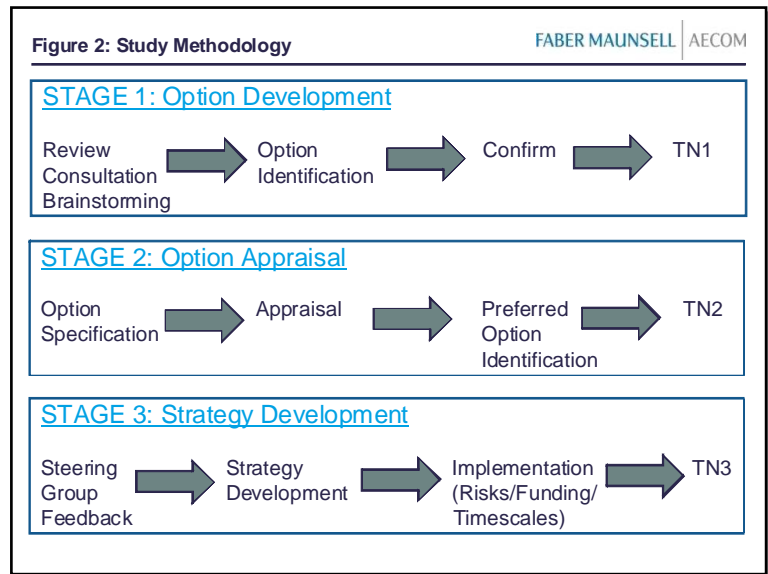 Figure 2: Study Methodology
FABER MAUNSELL | AECOM
STAGE 1: Option Development
Review
Consultation
Brainstorming
Option
Identification
Confirm
TN1
STAGE 2: Option Appraisal
Option
Specification
Appraisal
Preferred
Option
Identification
TN2
STAGE 3: Strategy Development
Steering
Group
Feedback
Strategy
Development
Implementation
(Risks/Funding/
Timescales)
TN3